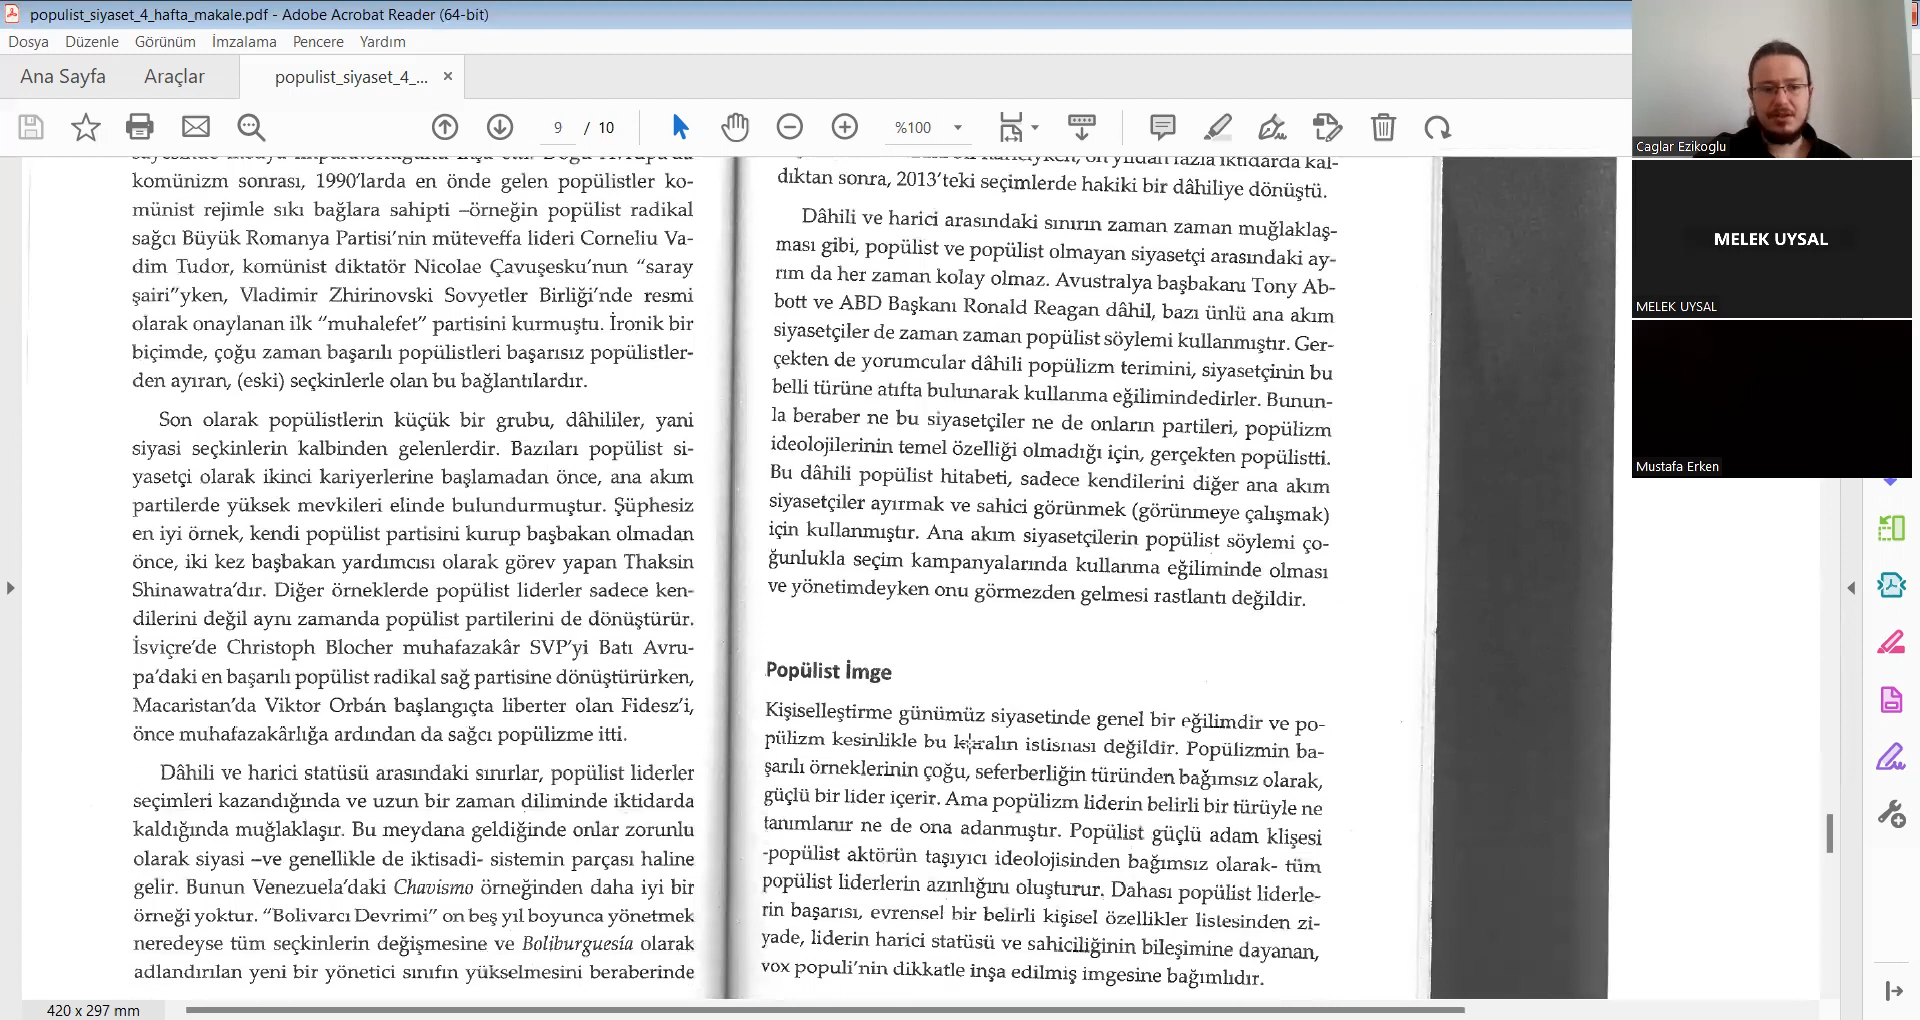 populist_siyaset_4_hafta_makale.pdf - Adobe Acrobat Reader (64-bit)
Dosya Düzenle Görünüm İmzalama Pencere Yardım
Ana Sayfa Araçlar populist_siyaset_4_... ×
9 / 10 %100
komünizm sonrası, 1990'larda en önde gelen popülistler ko-
münist rejimle sıkı bağlara sahipti –örneğin popülist radikal
sağcı Büyük Romanya Partisi'nin müteveffa lideri Corneliu Va-
dim Tudor, komünist diktatör Nicolae Çavuşesku'nun "saray
şairi"yken, Vladimir Zhirinovski Sovyetler Birliği'nde resmi
olarak onaylanan ilk "muhalefet" partisini kurmuştu. İronik bir
biçimde, çoğu zaman başarılı popülistleri başarısız popülistler-
den ayıran, (eski) seçkinlerle olan bu bağlantılardır.
Son olarak popülistlerin küçük bir grubu, dâhililer, yani
siyasi seçkinlerin kalbinden gelenlerdir. Bazıları popülist si-
yasetçi olarak ikinci kariyerlerine başlamadan önce, ana akım
partilerde yüksek mevkileri elinde bulundurmuştur. Şüphesiz
en iyi örnek, kendi popülist partisini kurup başbakan olmadan
önce, iki kez başbakan yardımcısı olarak görev yapan Thaksin
Shinawatra'dır. Diğer örneklerde popülist liderler sadece ken-
dilerini değil aynı zamanda popülist partilerini de dönüştürür.
İsviçre'de Christoph Blocher muhafazakâr SVP'yi Batı Avru-
pa'daki en başarılı popülist radikal sağ partisine dönüştürürken,
Macaristan'da Viktor Orbán başlangıçta liberter olan Fidesz'i,
önce muhafazakârlığa ardından da sağcı popülizme itti.
Dâhili ve harici statüsü arasındaki sınırlar, popülist liderler
seçimleri kazandığında ve uzun bir zaman diliminde iktidarda
kaldığında muğlaklaşır. Bu meydana geldiğinde onlar zorunlu
olarak siyasi –ve genellikle de iktisadi- sistemin parçası haline
gelir. Bunun Venezuela'daki Chavismo örneğinden daha iyi bir
örneği yoktur. "Bolivarcı Devrimi" on beş yıl boyunca yönetmek
neredeyse tüm seçkinlerin değişmesine ve Boliburguesía olarak
adlandırılan yeni bir yönetici sınıfın yükselmesini beraberinde
on yıldan fazla iktidarda kal-
dıktan sonra, 2013'teki seçimlerde hakiki bir dâhiliye dönüştü.
Dâhili ve harici arasındaki sınırın zaman zaman muğlaklaş-
ması gibi, popülist ve popülist olmayan siyasetçi arasındaki ay-
rım da her zaman kolay olmaz. Avustralya başbakanı Tony Ab-
bott ve ABD Başkanı Ronald Reagan dâhil, bazı ünlü ana akım
siyasetçiler de zaman zaman popülist söylemi kullanmıştır. Ger-
çekten de yorumcular dâhili popülizm terimini, siyasetçinin bu
belli türüne atıfta bulunarak kullanma eğilimindedirler. Bunun-
la beraber ne bu siyasetçiler ne de onların partileri, popülizm
ideolojilerinin temel özelliği olmadığı için, gerçekten popülistti.
Bu dâhili popülist hitabeti, sadece kendilerini diğer ana akım
siyasetçiler ayırmak ve sahici görünmek (görünmeye çalışmak)
için kullanmıştır. Ana akım siyasetçilerin popülist söylemi ço-
ğunlukla seçim kampanyalarında kullanma eğiliminde olması
ve yönetimdeyken onu görmezden gelmesi rastlantı değildir.
Popülist İmge
Kişiselleştirme günümüz siyasetinde genel bir eğilimdir ve po-
pülizm kesinlikle bu kuralın istisnası değildir. Popülizmin ba-
şarılı örneklerinin çoğu, seferberliğin türünden bağımsız olarak,
güçlü bir lider içerir. Ama popülizm liderin belirli bir türüyle ne
tanımlanır ne de ona adanmıştır. Popülist güçlü adam klişesi
-popülist aktörün taşıyıcı ideolojisinden bağımsız olarak- tüm
popülist liderlerin azınlığını oluşturur. Dahası popülist liderle-
rin başarısı, evrensel bir belirli kişisel özellikler listesinden zi-
yade, liderin harici statüsü ve sahiciliğinin bileşimine dayanan,
vox populi'nin dikkatle inşa edilmiş imgesine bağımlıdır.
420 x 297 mm
Caglar Ezikoglu
MELEK UYSAL
MELEK UYSAL
Mustafa Erken